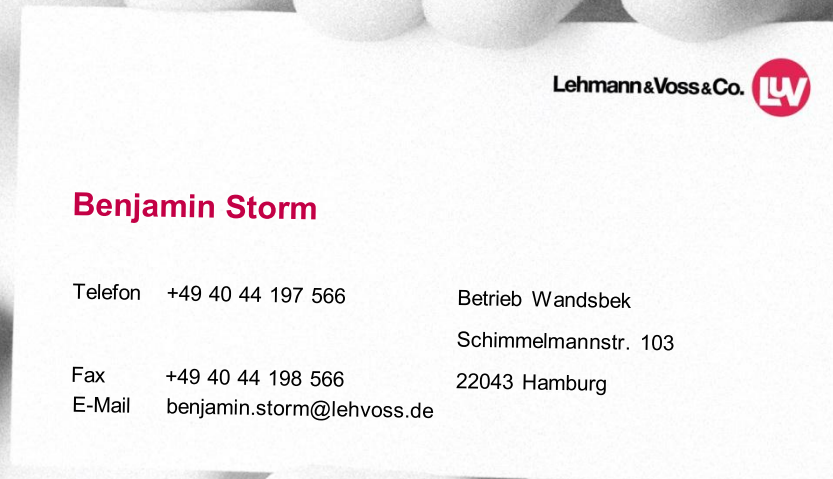 Lehmann&Voss&Co. LuV
Benjamin Storm
Telefon +49 40 44 197 566
Fax +49 40 44 198 566
E-Mail benjamin.storm@lehvoss.de
Betrieb Wandsbek
Schimmelmannstr. 103
22043 Hamburg